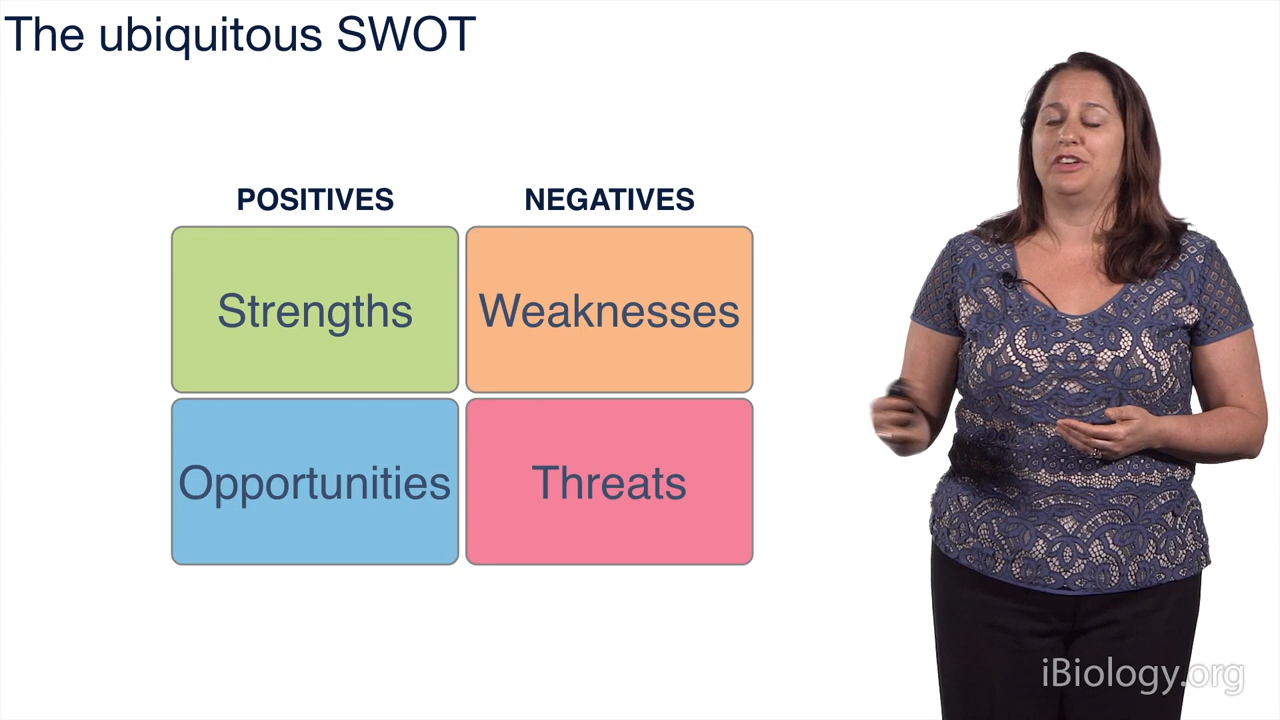 The ubiquitous SWOT
POSITIVES NEGATIVES
Strengths Weaknesses
Opportunities Threats
iBiology.org